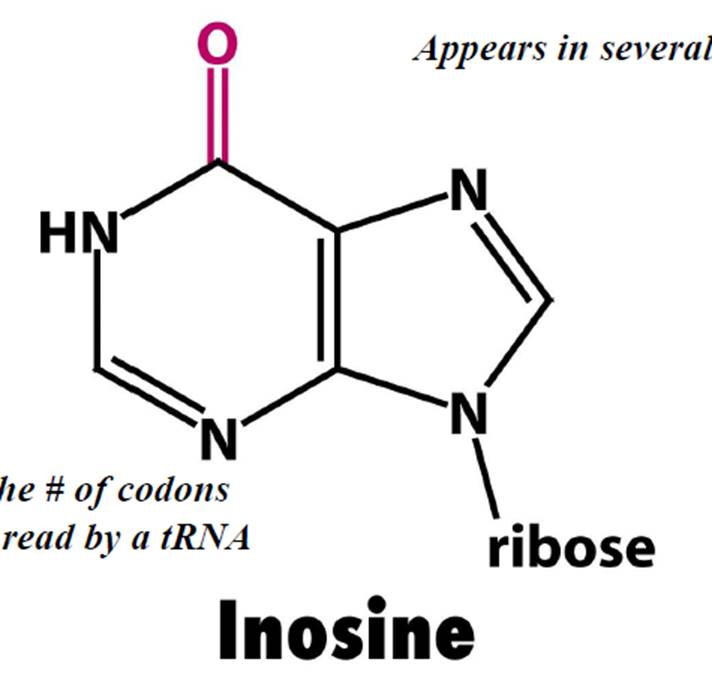 O
Appears in several
N
HN
N
N
he # of codons
read by a tRNA
ribose
Inosine